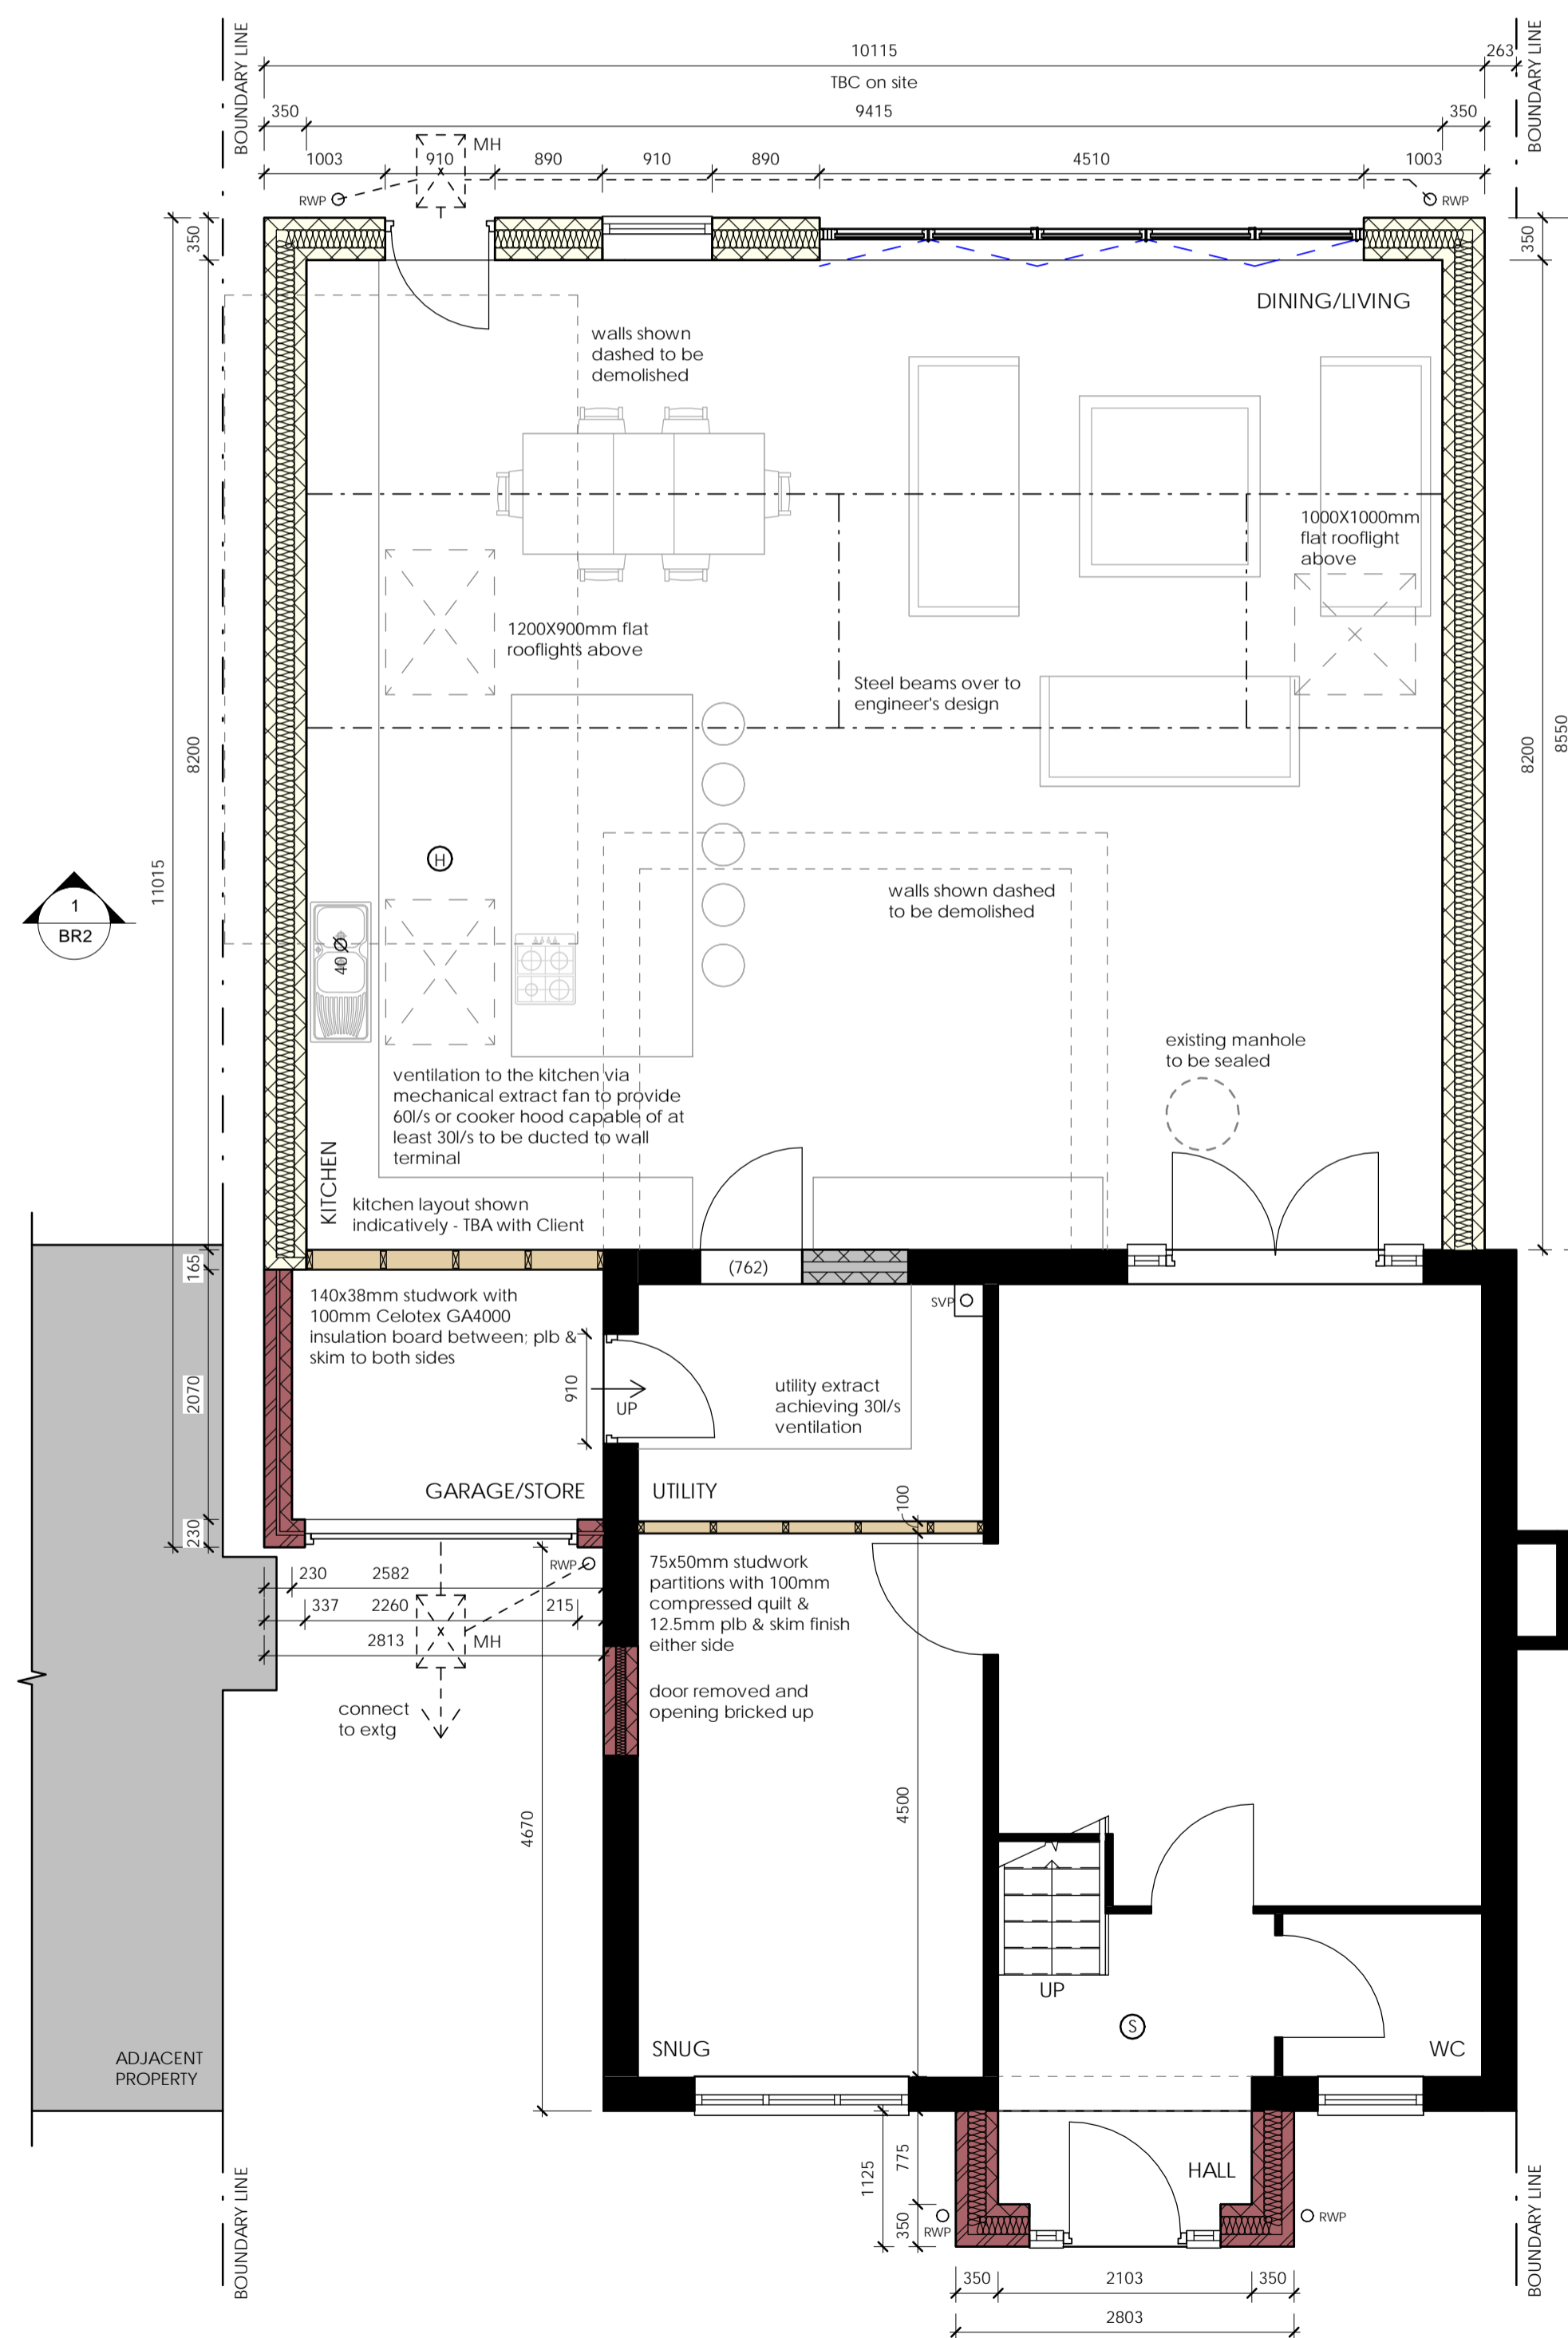 BOUNDARY LINE
BOUNDARY LINE
10115
263
TBC on site
350
9415
350
MH
1003
910
890
910
890
4510
1003
RWP
RWP
350
350
DINING/LIVING
walls shown
dashed to be
demolished
1000X1000mm
flat rooflight
above
1200X900mm flat
rooflights above
Steel beams over to
engineer's design
8200
8200
8550
11015
H
1
BR2
40 Ø
walls shown dashed
to be demolished
existing manhole
to be sealed
ventilation to the kitchen via
mechanical extract fan to provide
60l/s or cooker hood capable of at
least 30l/s to be ducted to wall
terminal
KITCHEN
kitchen layout shown
indicatively - TBA with Client
165
(762)
140x38mm studwork with
100mm Celotex GA4000
insulation board between; plb &
skim to both sides
SVP
2070
910
UP
utility extract
achieving 30l/s
ventilation
GARAGE/STORE
UTILITY
100
230
RWP
230
2582
337
2260
215
2813
MH
75x50mm studwork
partitions with 100mm
compressed quilt &
12.5mm plb & skim finish
either side
door removed and
opening bricked up
connect
to extg
4670
4500
UP
S
SNUG
WC
ADJACENT
PROPERTY
HALL
1125
775
350
RWP
RWP
BOUNDARY LINE
BOUNDARY LINE
350
2103
350
2803